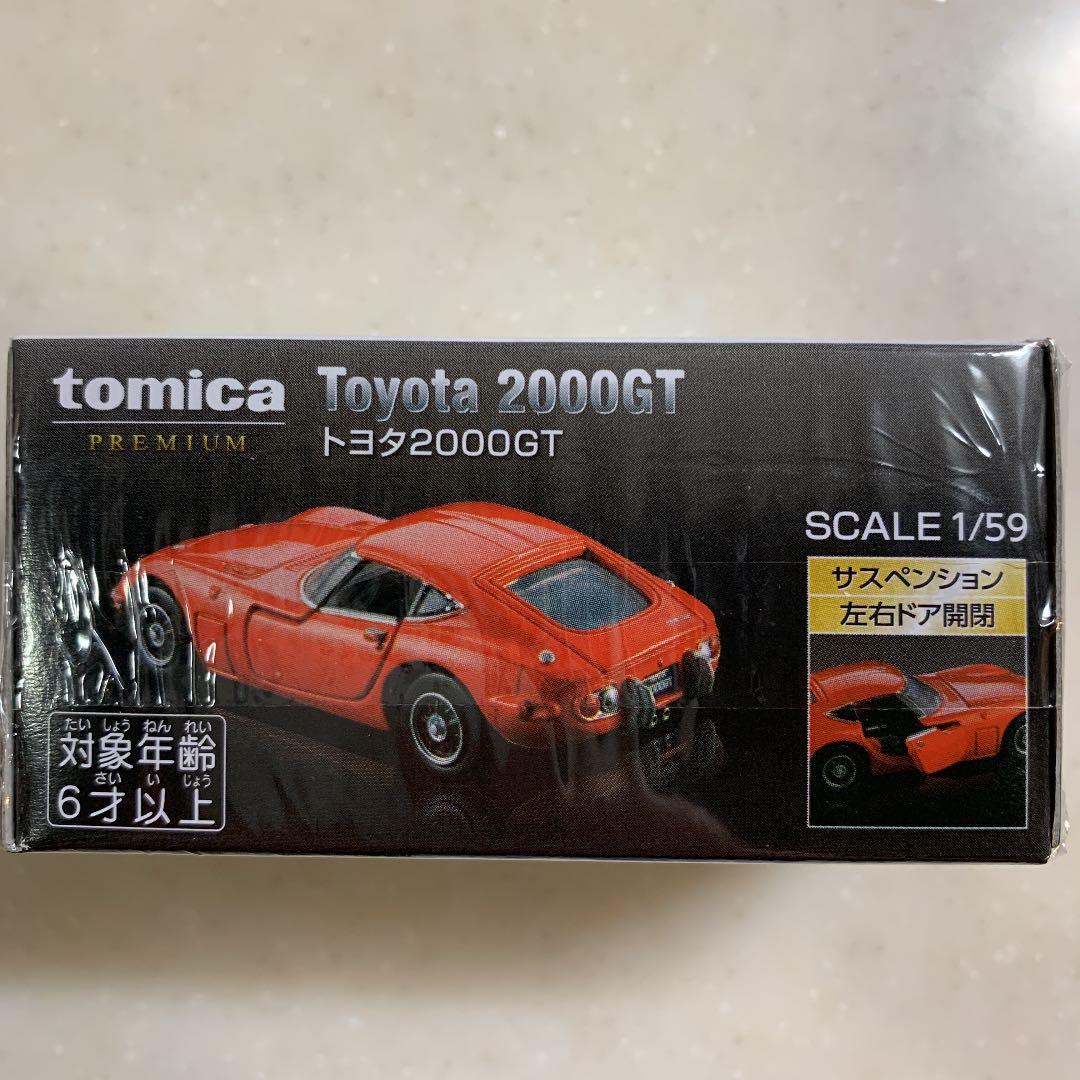 tomica
PREMIUM
Toyota 2000GT
トヨタ2000GT
SCALE 1/59
サスペンション
左右ドア開閉
たいしょうねんれい
対象年齢
さいいじょう
6才以上